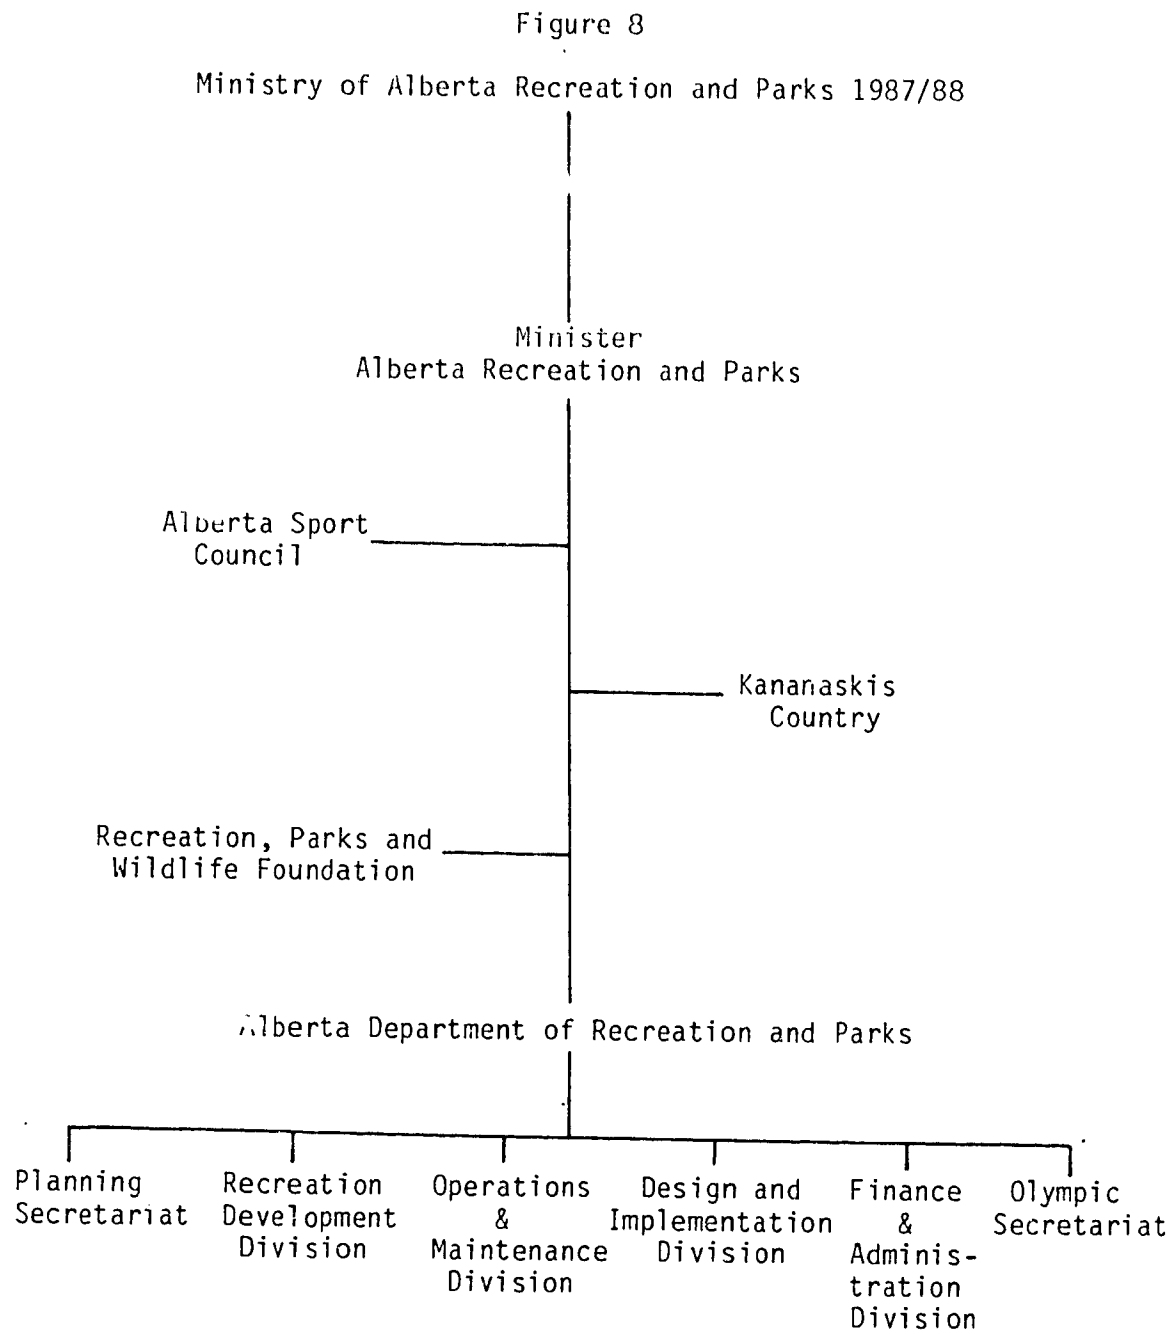 Figure 8
Ministry of Alberta Recreation and Parks 1987/88
Minister
Alberta Recreation and Parks
Alberta Sport
Council
Kananaskis
Country
Recreation, Parks and
Wildlife Foundation
Alberta Department of Recreation and Parks
Planning
Secretariat
Recreation
Development
Division
Operations
&
Maintenance
Division
Design and
Implementation
Division
Finance
&
Adminis-
tration
Division
Olympic
Secretariat